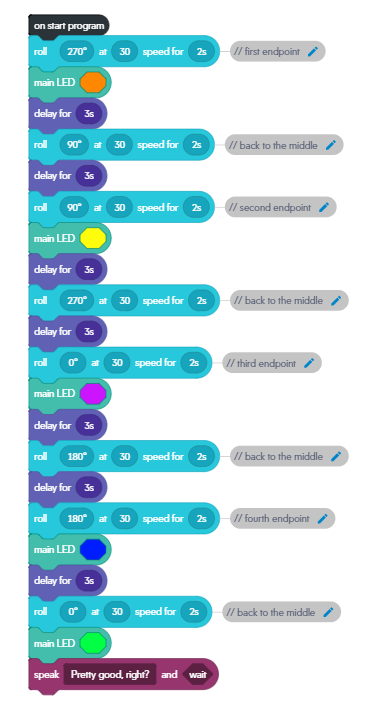 on start program
roll 270° at 30 speed for 2s // first endpoint
main LED
delay for 3s
roll 90° at 30 speed for 2s // back to the middle
delay for 3s
roll 90° at 30 speed for 2s // second endpoint
main LED
delay for 3s
roll 270° at 30 speed for 2s // back to the middle
delay for 3s
roll 0° at 30 speed for 2s // third endpoint
main LED
delay for 3s
roll 180° at 30 speed for 2s // back to the middle
delay for 3s
roll 180° at 30 speed for 2s // fourth endpoint
main LED
delay for 3s
roll 0° at 30 speed for 2s // back to the middle
main LED
speak Pretty good, right? and wait